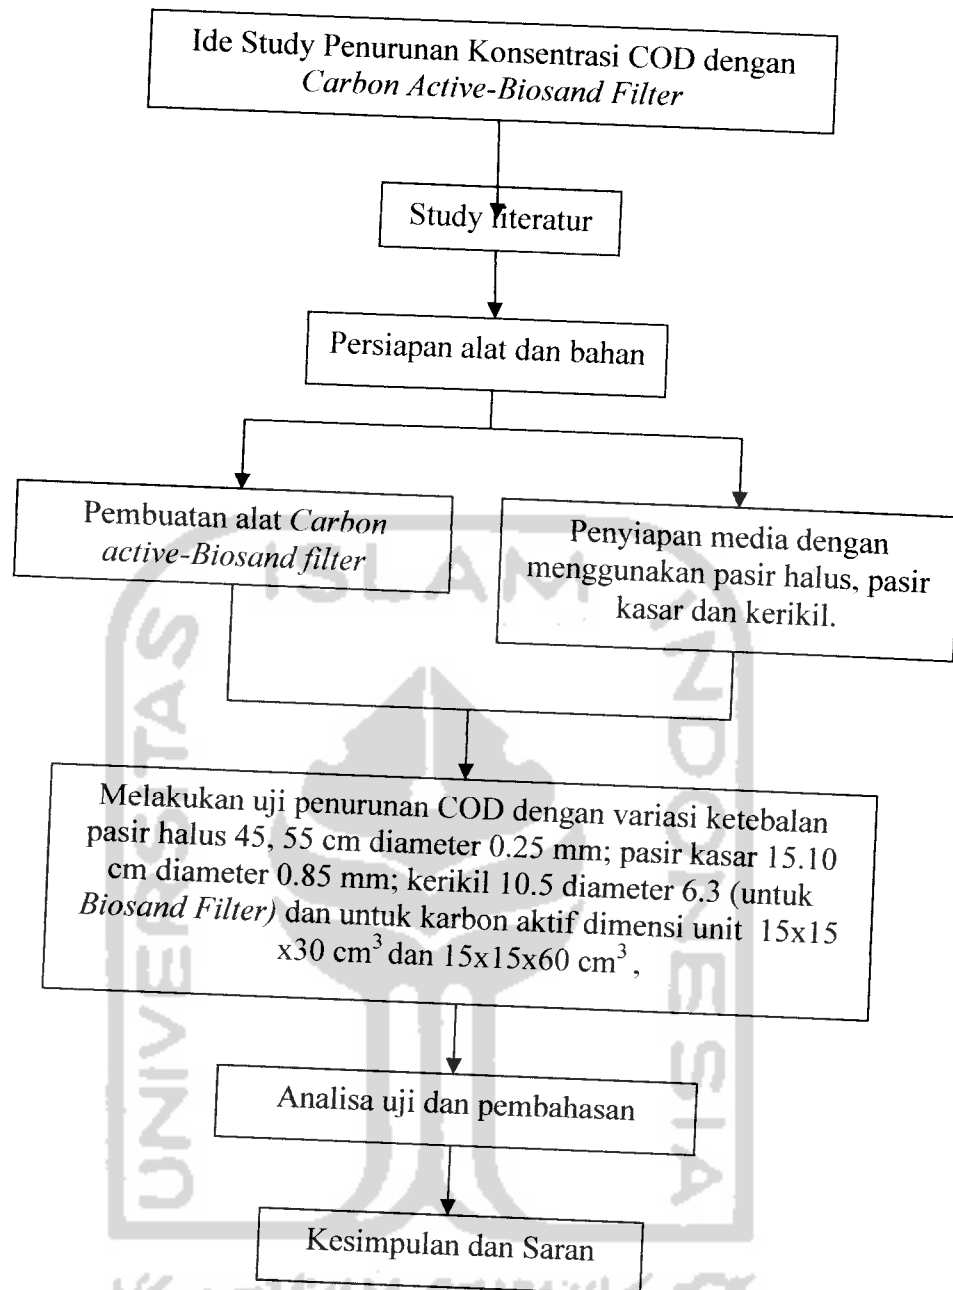 Ide Study Penurunan Konsentrasi COD dengan
Carbon Active-Biosand Filter
Study literatur
Persiapan alat dan bahan
Pembuatan alat Carbon
active-Biosand filter
Penyiapan media dengan
menggunakan pasir halus, pasir
kasar dan kerikil.
Melakukan uji penurunan COD dengan variasi ketebalan
pasir halus 45, 55 cm diameter 0.25 mm; pasir kasar 15.10
cm diameter 0.85 mm; kerikil 10.5 diameter 6.3 (untuk
Biosand Filter) dan untuk karbon aktif dimensi unit 15x15
x30 cm³ dan 15x15x60 cm³ ,
Analisa uji dan pembahasan
Kesimpulan dan Saran
UNIVERSITAS
ISLAM
INDONESIA